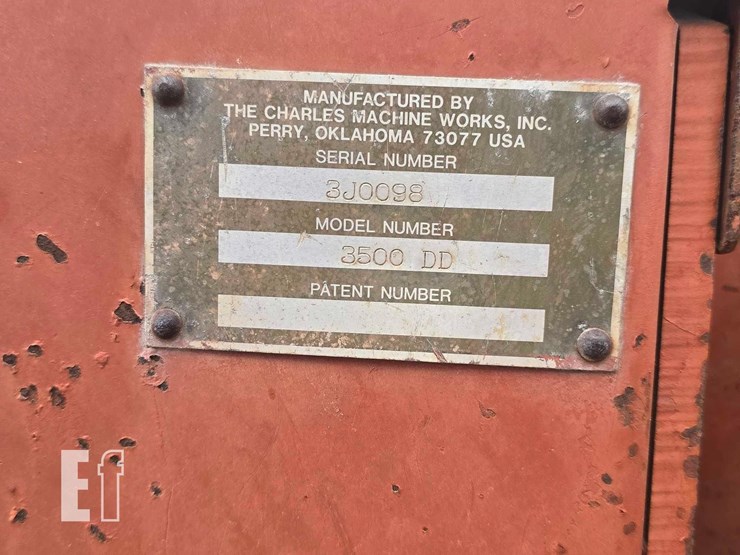 MANUFACTURED BY
THE CHARLES MACHINE WORKS, INC.
PERRY, OKLAHOMA 73077 USA
SERIAL NUMBER
3J0098
MODEL NUMBER
3500 DD
PATENT NUMBER
Ef